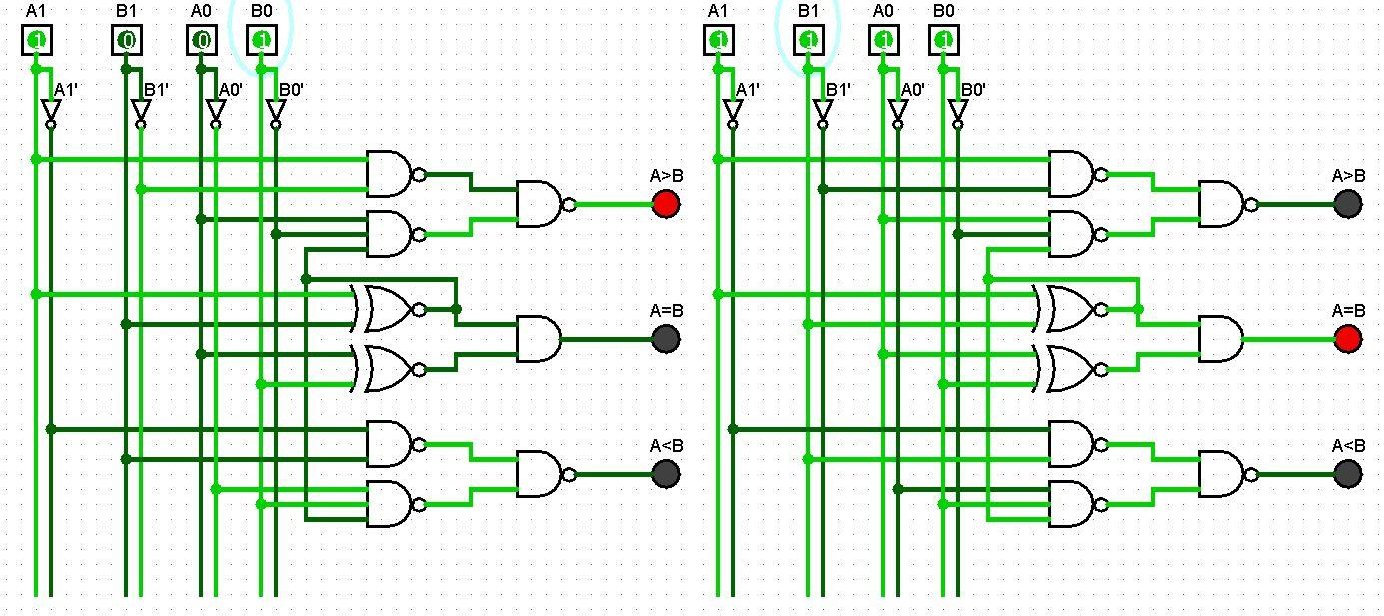 A1 B1 A0 B0 A1 B1 A0 B0
1 0 0 1 1 1 1 1
A1' B1' A0' B0' A1' B1' A0' B0'
A>B A>B
A=B A=B
A<B A<B